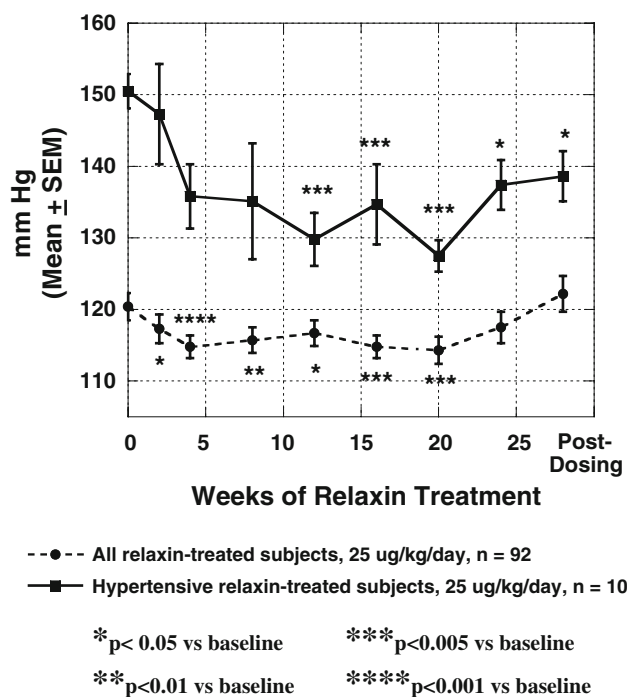 160
150
140
130
120
110
mm Hg
(Mean ± SEM)
***
***
***
*
*
****
*
**
*
***
***
0 5 10 15 20 25 Post-
Dosing
Weeks of Relaxin Treatment
All relaxin-treated subjects, 25 ug/kg/day, n = 92
Hypertensive relaxin-treated subjects, 25 ug/kg/day, n = 10
*p< 0.05 vs baseline ***p<0.005 vs baseline
**p<0.01 vs baseline ****p<0.001 vs baseline